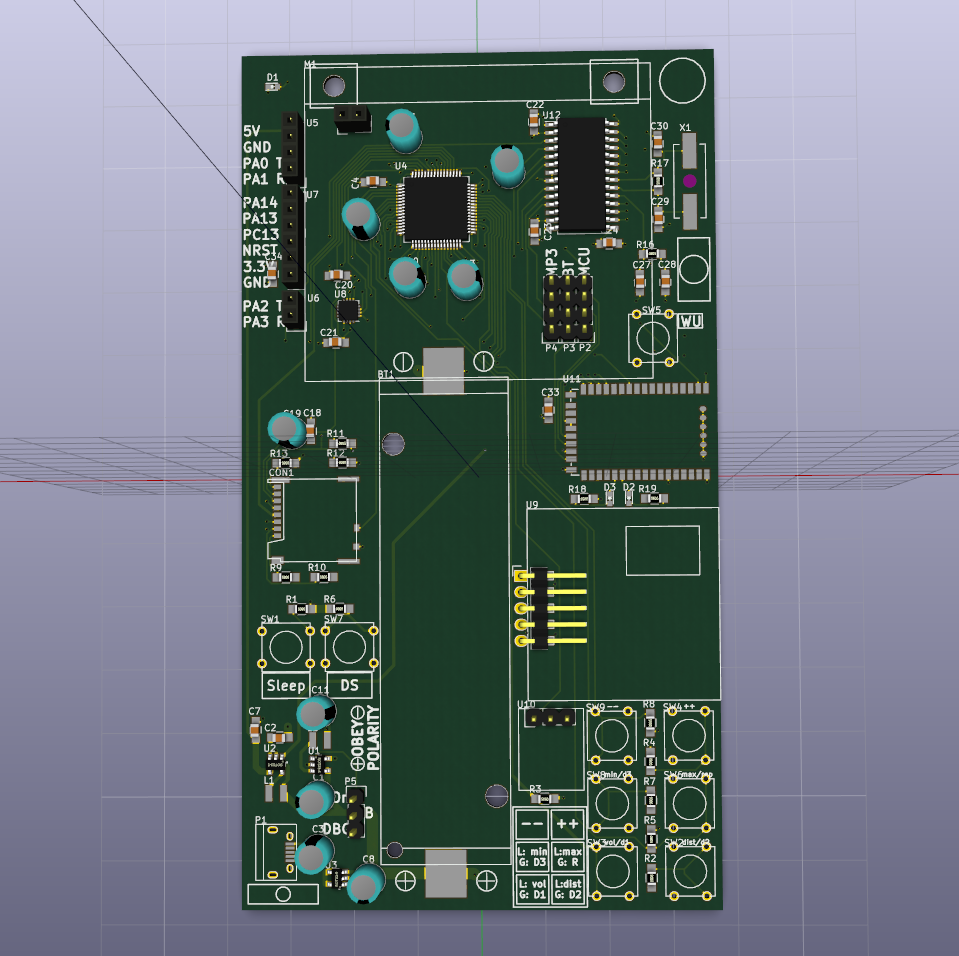 M1
D1
U5
C22
U12
5V
GND
PA0 T
PA1 R
U4
C30
X1
R17
C4
U7
PA14
PA13
PC13
NRST
3.3V
GND
C34
C29
R16
C27
C28
C20
U8
MP3
BT
MCU
U6
PA2 T
PA3 R
C21
SW5
WU
P4
P3
P2
BT1
U11
C33
C19
C18
R11
R12
R13
CON1
R18
D3
D2
R19
U9
R9
R10
R1
R6
SW1
SW7
Sleep
DS
C11
C7
C2
U2
U1
L1
OBEY
POLARITY
P5
P1
C3
C8
U10
R3
SW9--
R8
SW4++
R4
R7
R5
R2
-- ++
L: min
G: D3
L:max
G: R
L: vol
G: D1
L:dist
G: D2